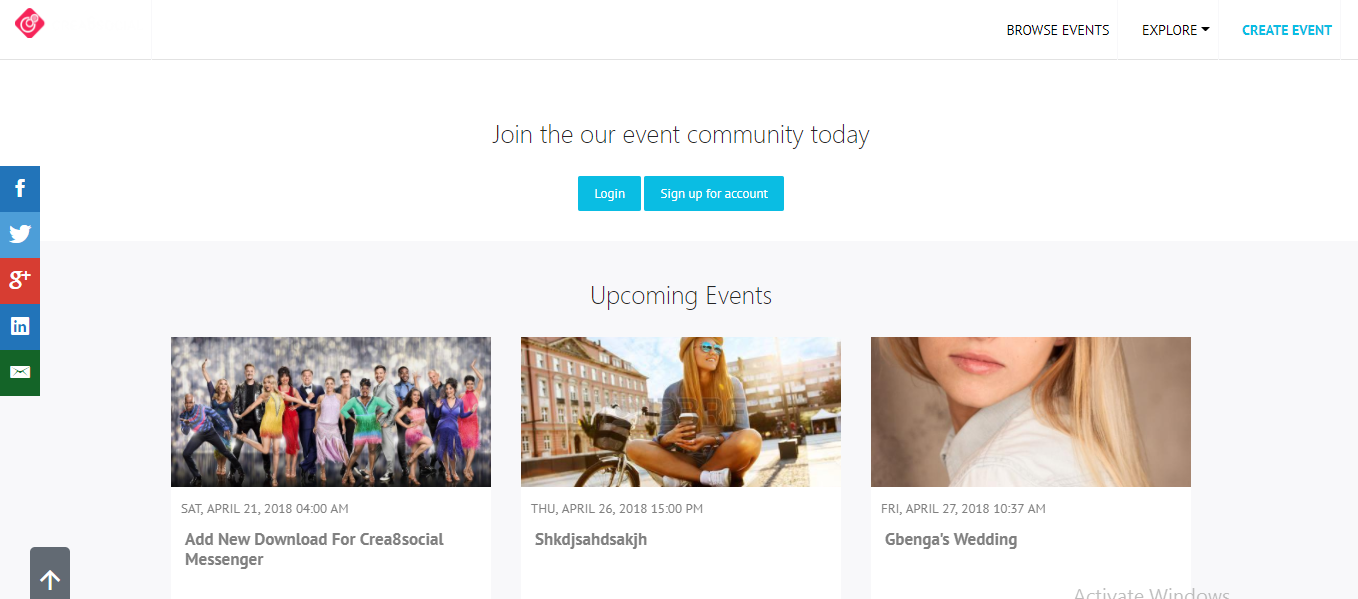 BROWSE EVENTS EXPLORE CREATE EVENT
Join the our event community today
Login Sign up for account
Upcoming Events
SAT, APRIL 21, 2018 04:00 AM
Add New Download For Crea8social
Messenger
THU, APRIL 26, 2018 15:00 PM
Shkdjsahdsakjh
FRI, APRIL 27, 2018 10:37 AM
Gbenga's Wedding
Activate Windows